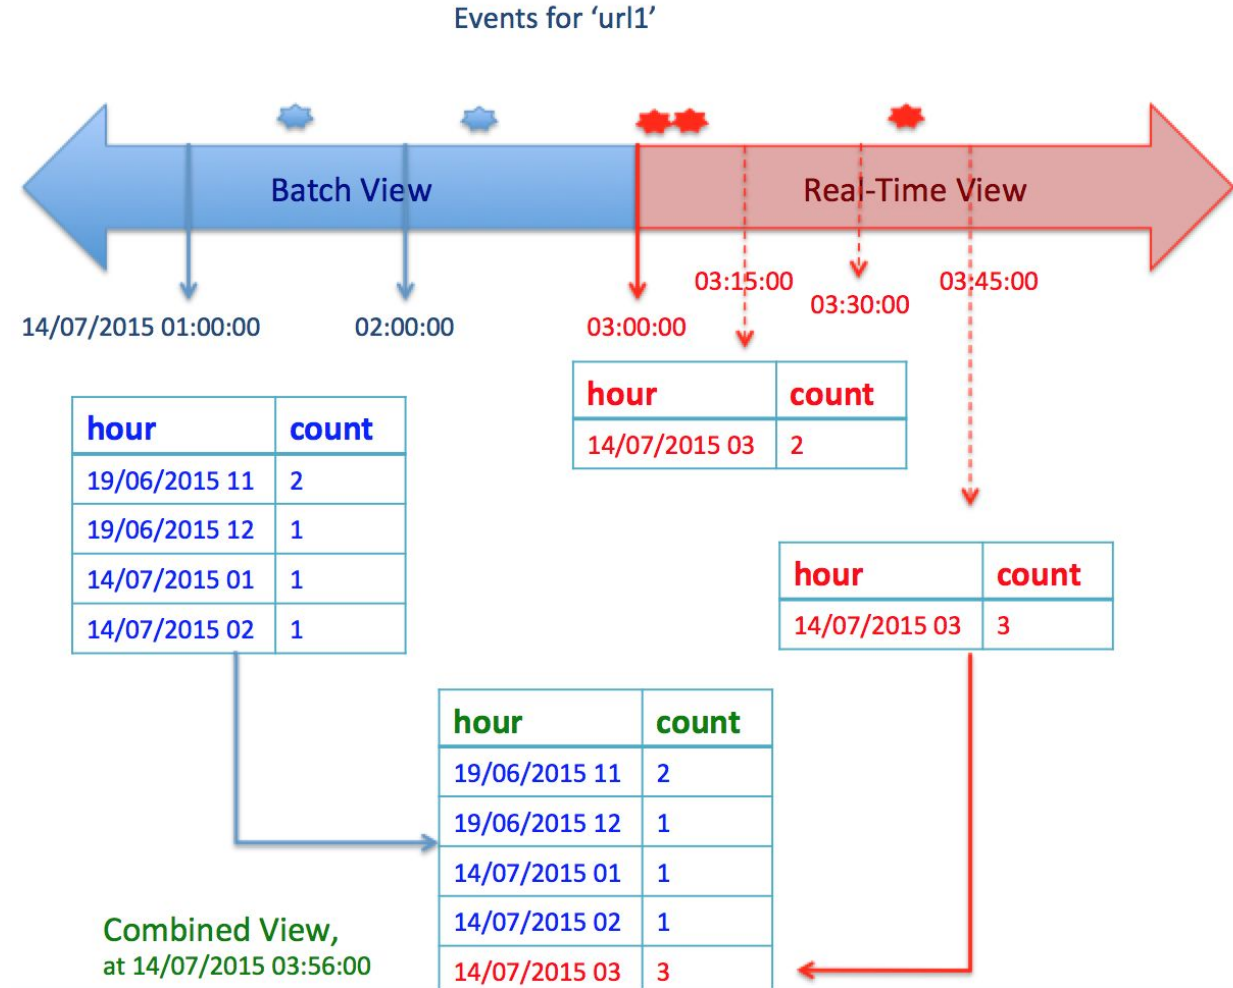 Events for ‘url1’
Batch View
Real-Time View
14/07/2015 01:00:00
02:00:00
03:00:00
03:15:00
03:30:00
03:45:00
hour count
19/06/2015 11 2
19/06/2015 12 1
14/07/2015 01 1
14/07/2015 02 1
hour count
14/07/2015 03 2
hour count
14/07/2015 03 3
hour count
19/06/2015 11 2
19/06/2015 12 1
14/07/2015 01 1
14/07/2015 02 1
14/07/2015 03 3
Combined View,
at 14/07/2015 03:56:00